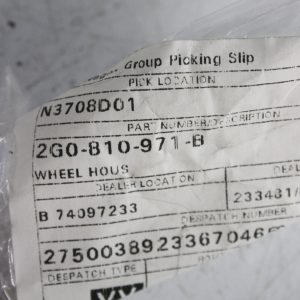 Group Picking Slip
PICK LOCATION
N3708D01
PART NUMBER/DESCRIPTION
2G0-810-971-B
WHEEL HOUS
DEALER LOCATION
B 74097233
233481/
DESPATCH NUMBER
27500389233670466
DESPATCH TYPE